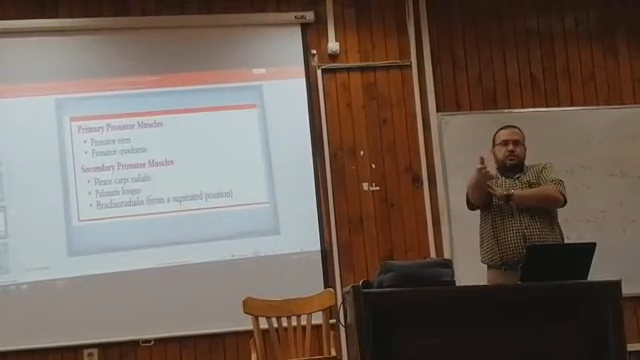 Primary Pronator Muscles
• Pronator teres
• Pronator quadratus
Secondary Pronator Muscles
• Flexor carpi radialis
• Palmaris longus
• Brachioradialis (from a supinated position)